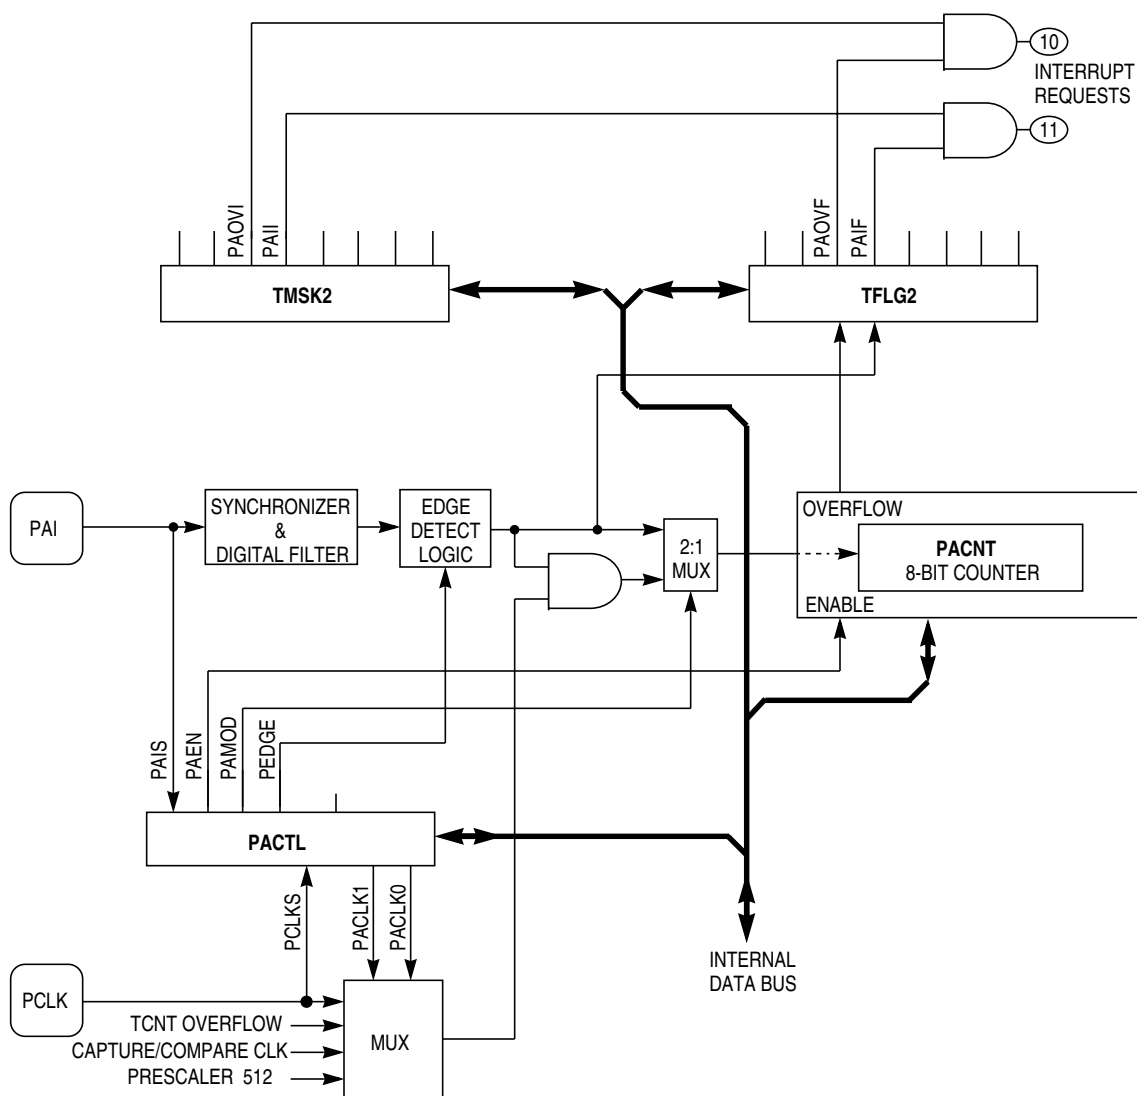 10
INTERRUPT
REQUESTS
11
PAOVI
PAII
PAOVF
PAIF
TMSK2
TFLG2
PAI
SYNCHRONIZER
&
DIGITAL FILTER
EDGE
DETECT
LOGIC
2:1
MUX
OVERFLOW
PACNT
8-BIT COUNTER
ENABLE
PAIS
PAEN
PAMOD
PEDGE
PACTL
PCLKS
PACLK1
PACLK0
INTERNAL
DATA BUS
PCLK
TCNT OVERFLOW
CAPTURE/COMPARE CLK
PRESCALER 512
MUX